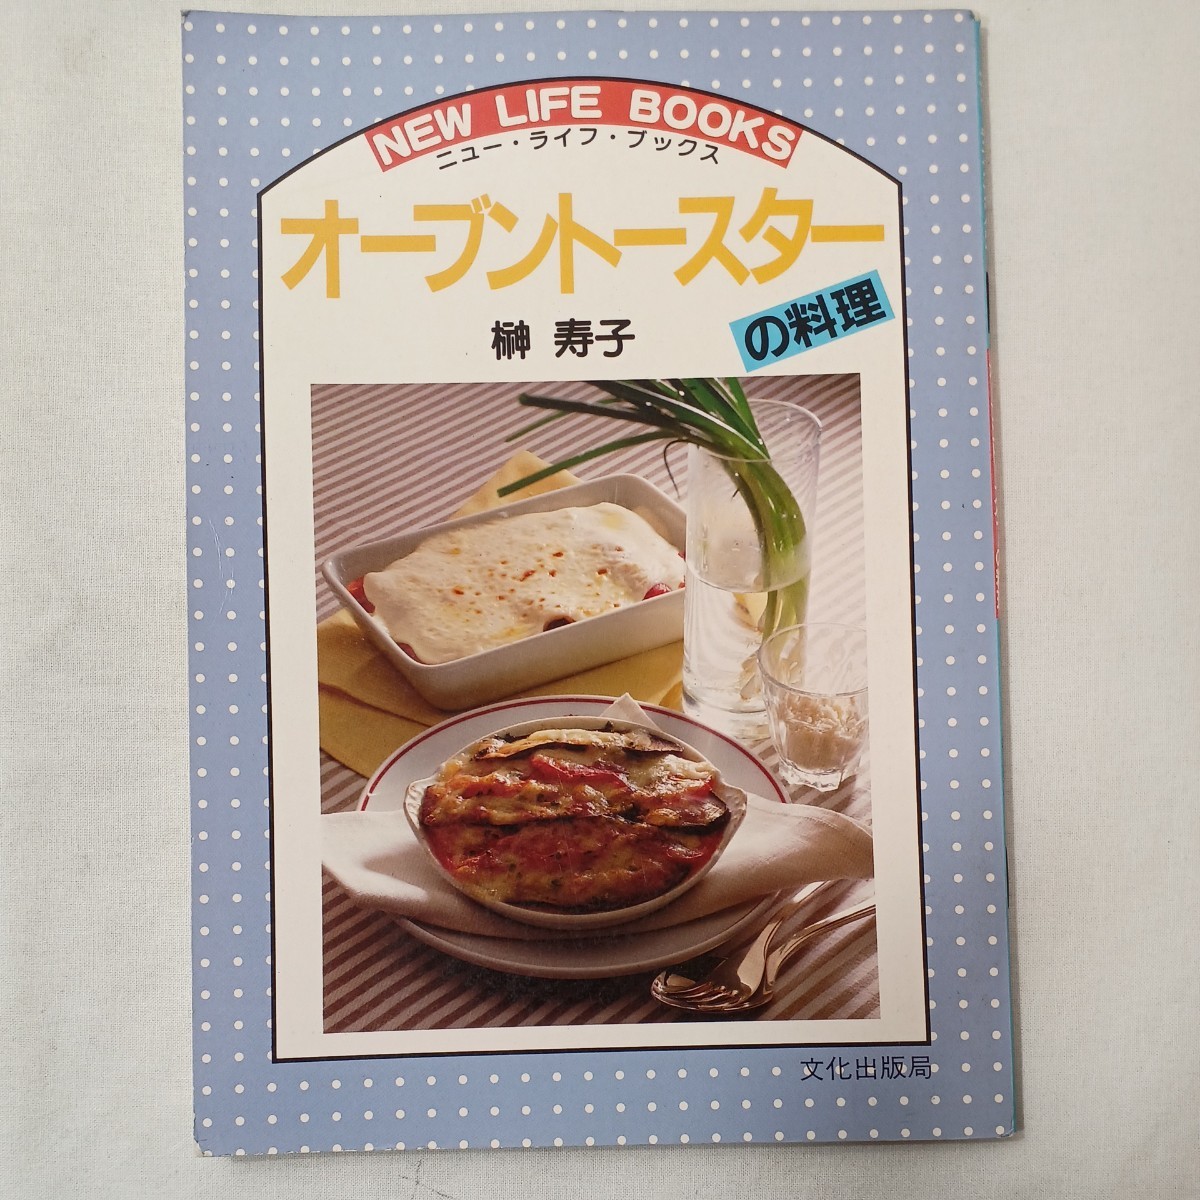 NEW LIFE BOOKS
ニュー・ライフ・ブックス
オーブントースター
の料理
榊 寿子
文化出版局